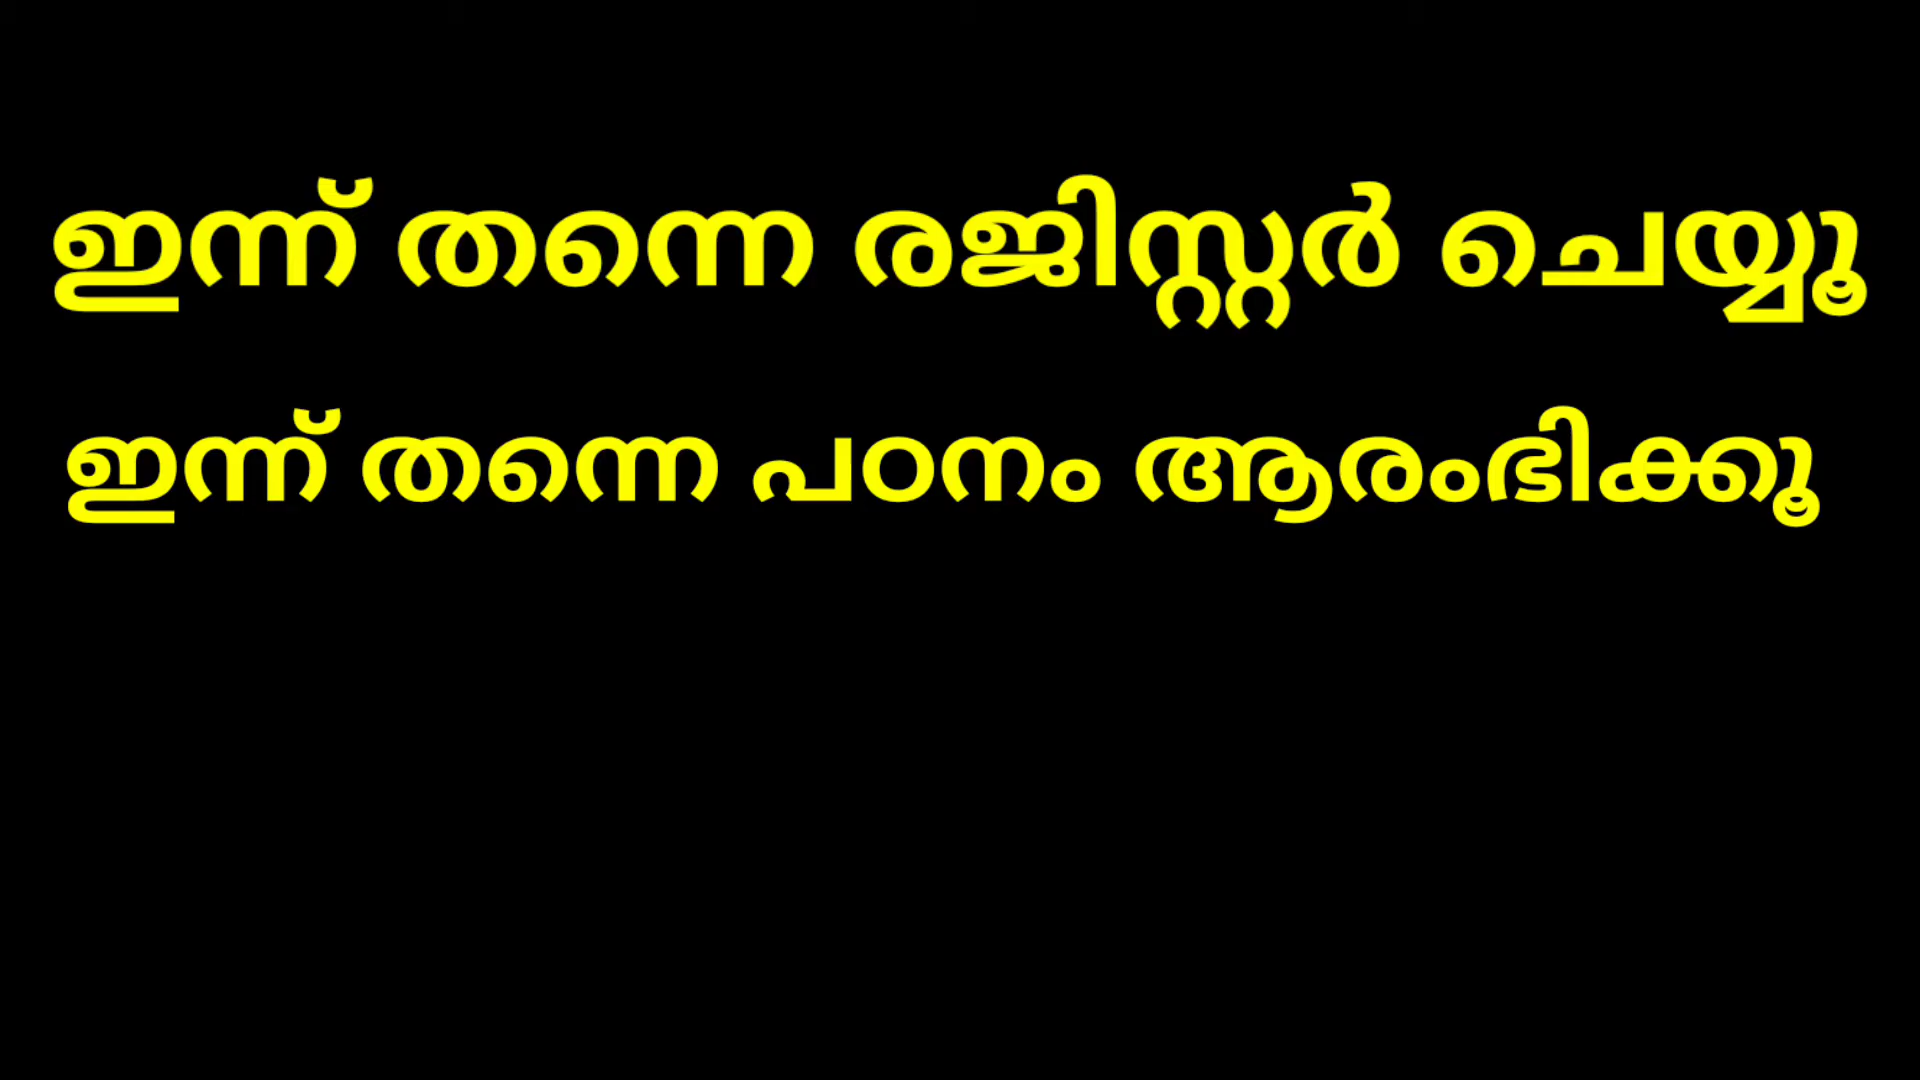 ഇന്ന് തന്നെ രജിസ്റ്റർ ചെയ്യൂ
ഇന്ന് തന്നെ പഠനം ആരംഭിക്കൂ